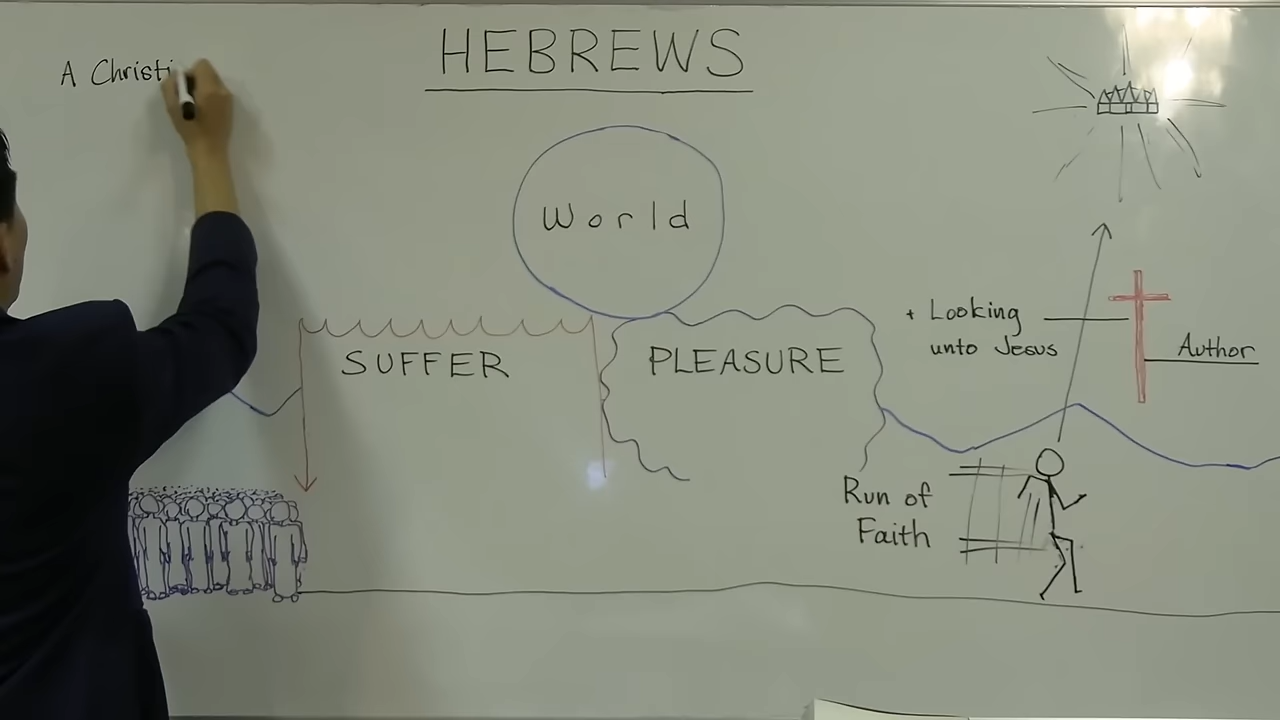 HEBREWS
A Christi
World
SUFFER
PLEASURE
+ Looking
unto Jesus
Author
Run of
Faith